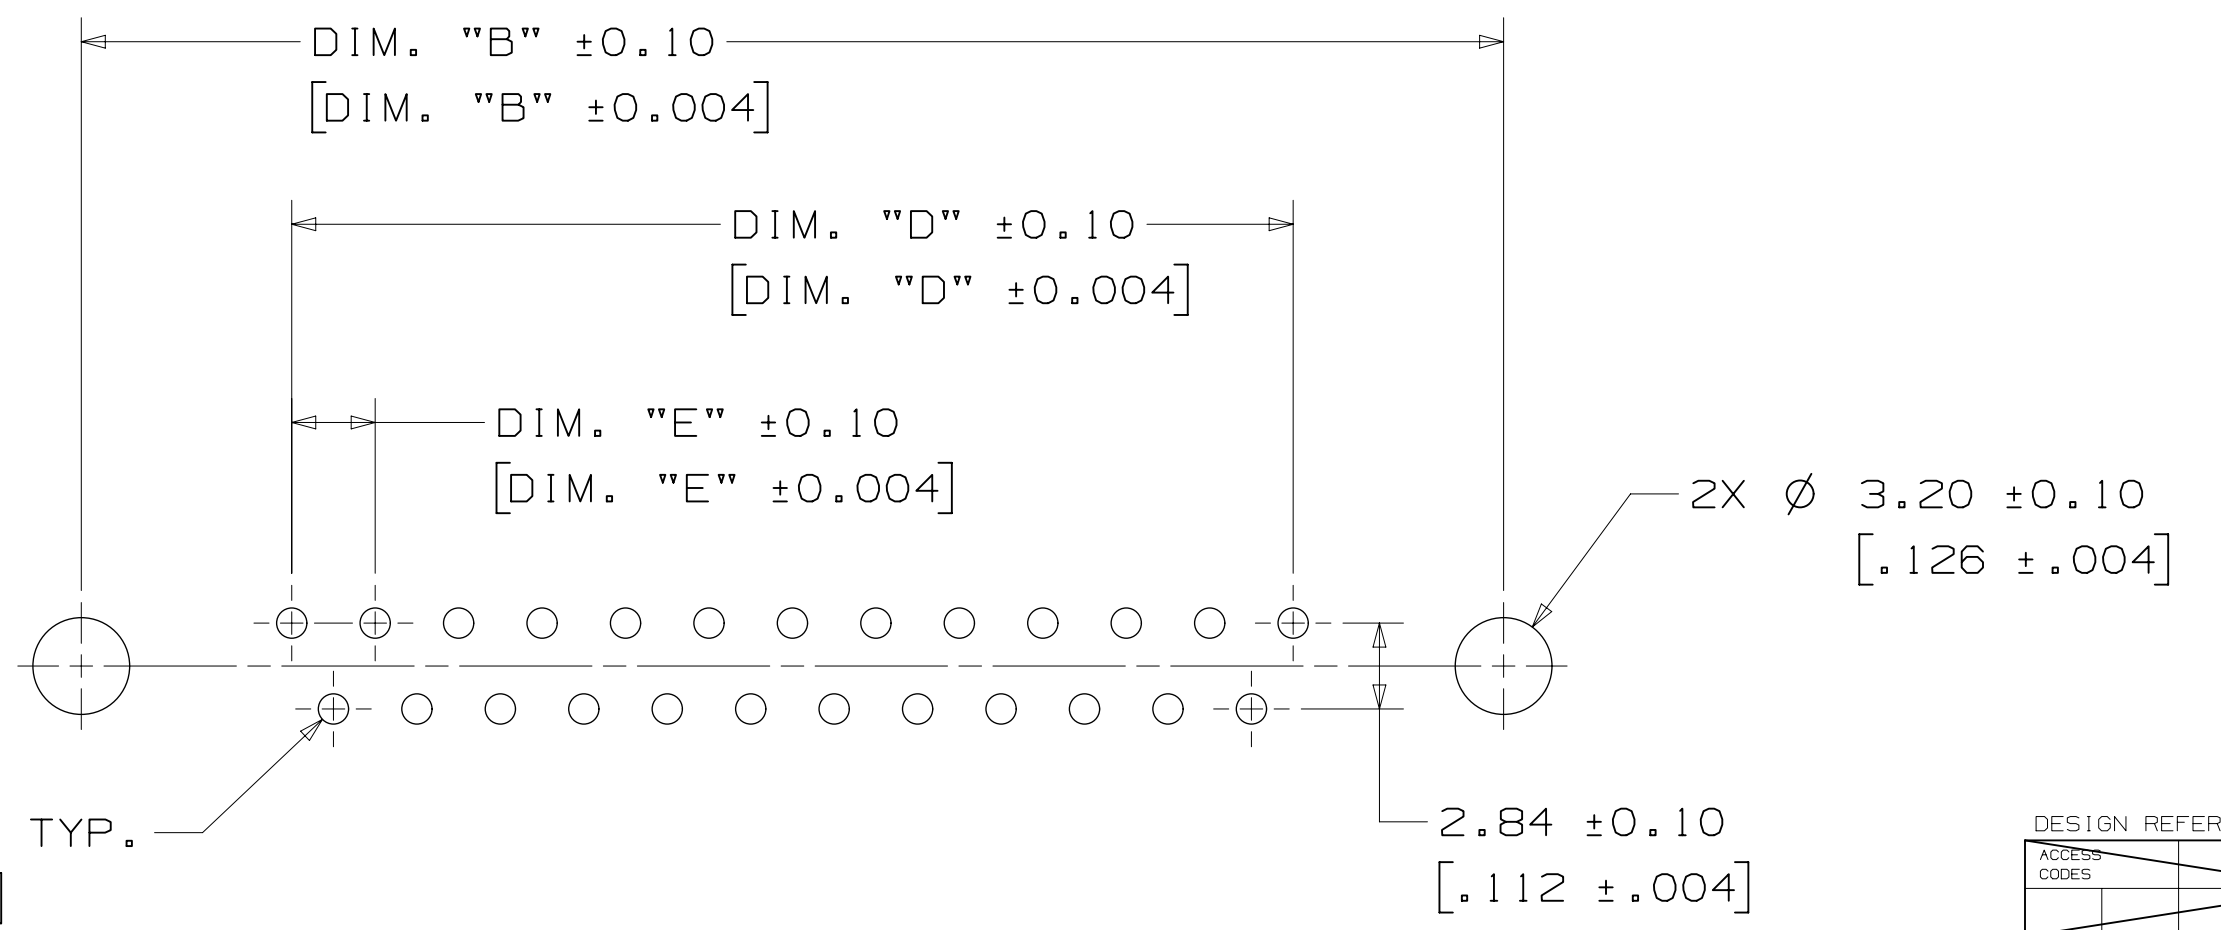 DIM. "B" ±0.10
[DIM. "B" ±0.004]
DIM. "D" ±0.10
[DIM. "D" ±0.004]
DIM. "E" ±0.10
[DIM. "E" ±0.004]
2X Ø 3.20 ±0.10
[.126 ±.004]
TYP.
2.84 ±0.10
[.112 ±.004]
]
DESIGN REFER
ACCESS
CODES